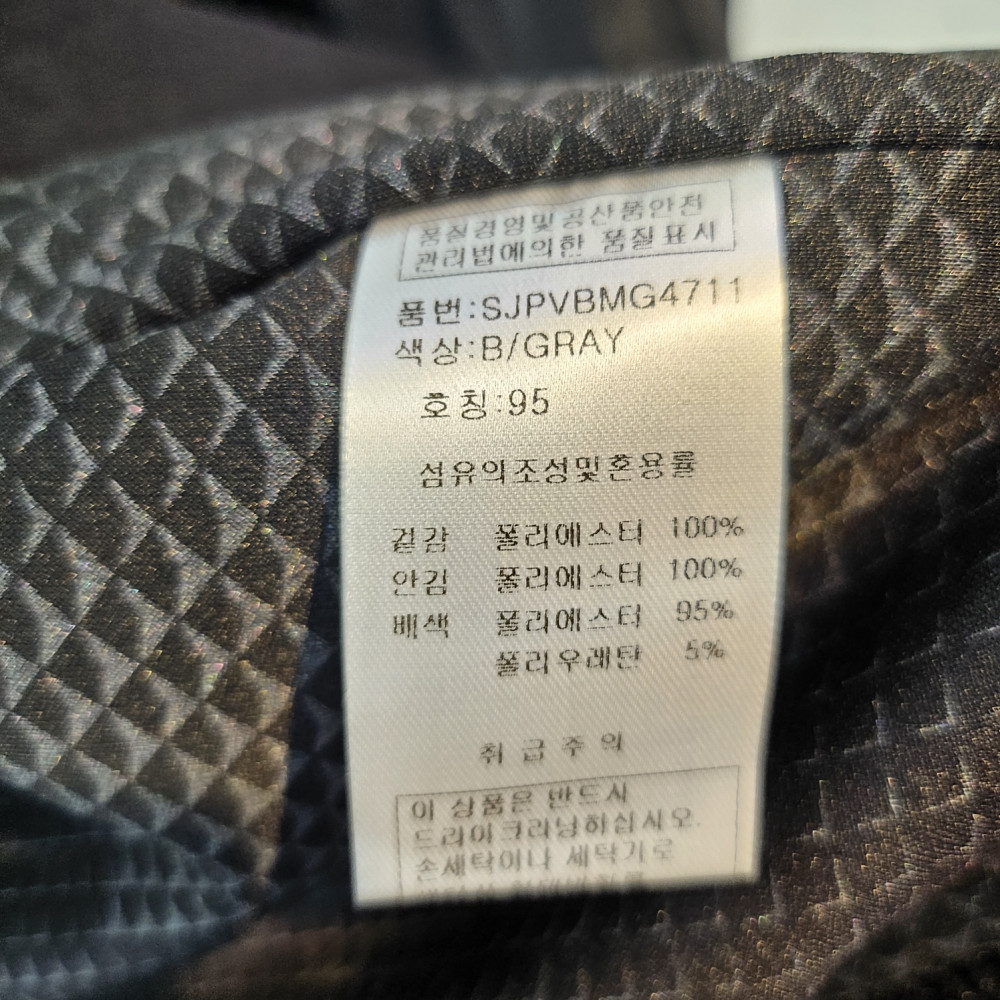 품질경영및공산품안전
관리법에의한 품질표시
품번:SJPVBMG4711
색상:B/GRAY
호칭:95
섬유의조성및혼용률
겉감 폴리에스터 100%
안김 폴리에스터 100%
배색 폴리에스터 95%
폴리우레탄 5%
취급주의
이 상품은 반드시
드라이크리닝하십시오.
손세탁이나 세탁기로